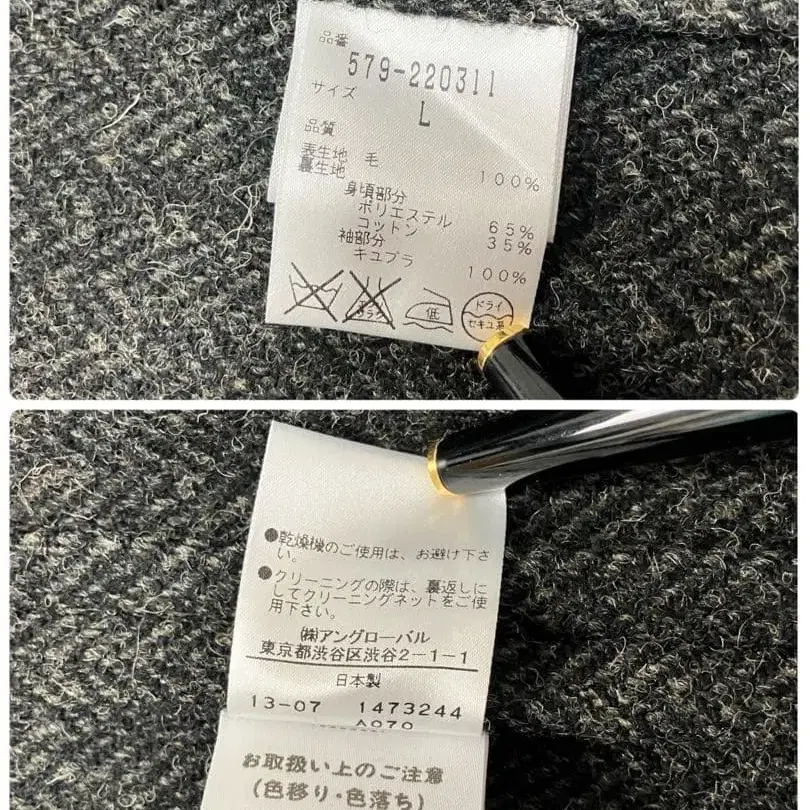 品番
579-220311
サイズ
L
品質
表生地 毛
裏生地 100%
身頃部分
ポリエステル 65%
コットン 35%
袖部分
キュプラ 100%
低
ドライ
セキユ系
●乾燥機のご使用は、お避け下さ
い。
●クリーニングの際は、裏返しに
してクリーニングネットをご使
用下さい。
㈱アングローバル
東京都渋谷区渋谷2-1-1
日本製
13-07 1473244
A070
お取扱い上のご注意
(色移り・色落ち)